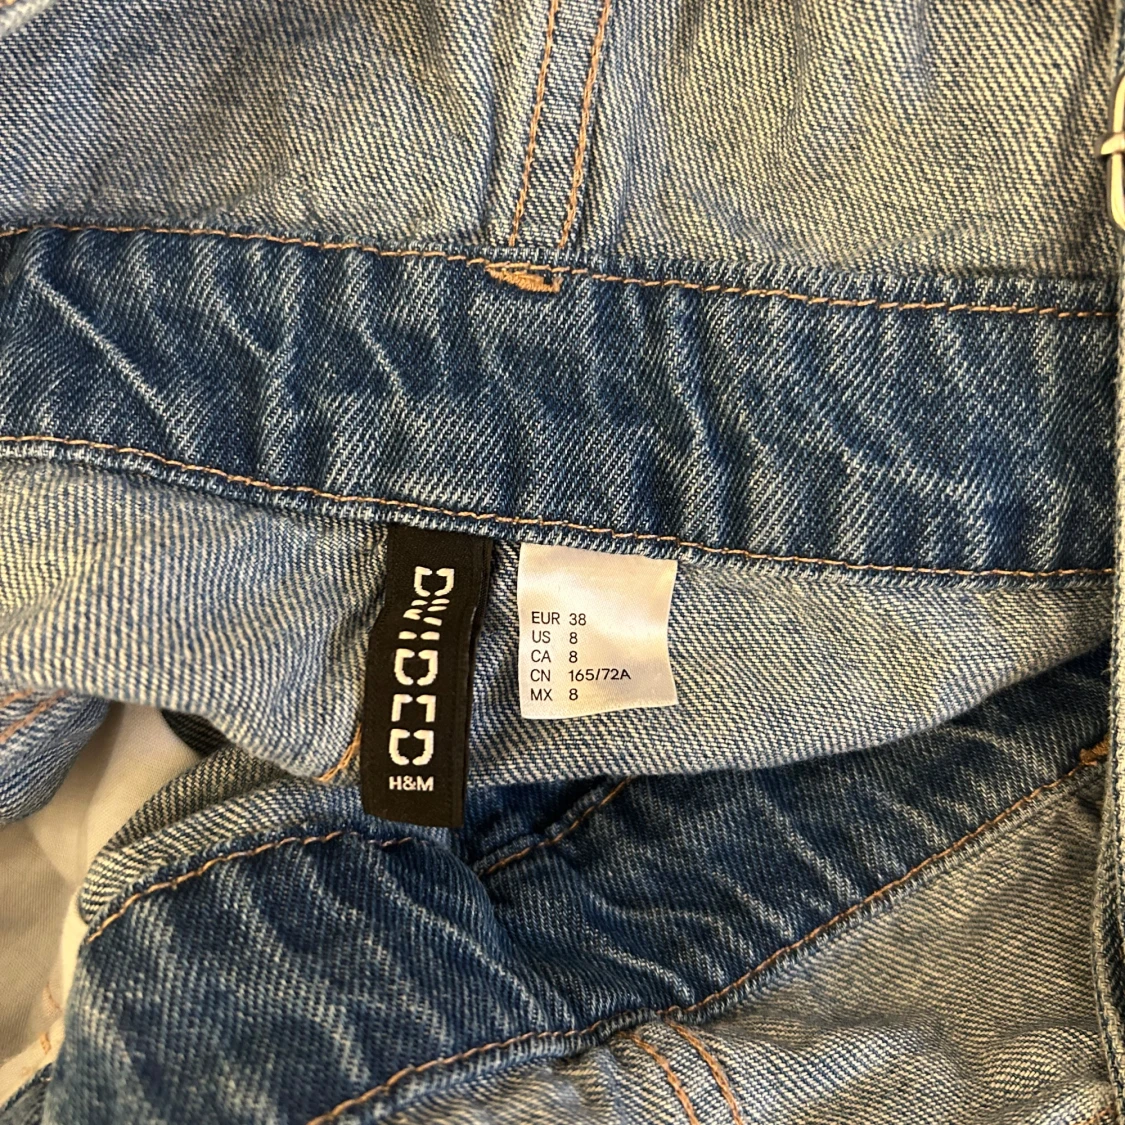 DIVIDED
H&M
EUR 38
US 8
CA 8
CN 165/72A
MX 8